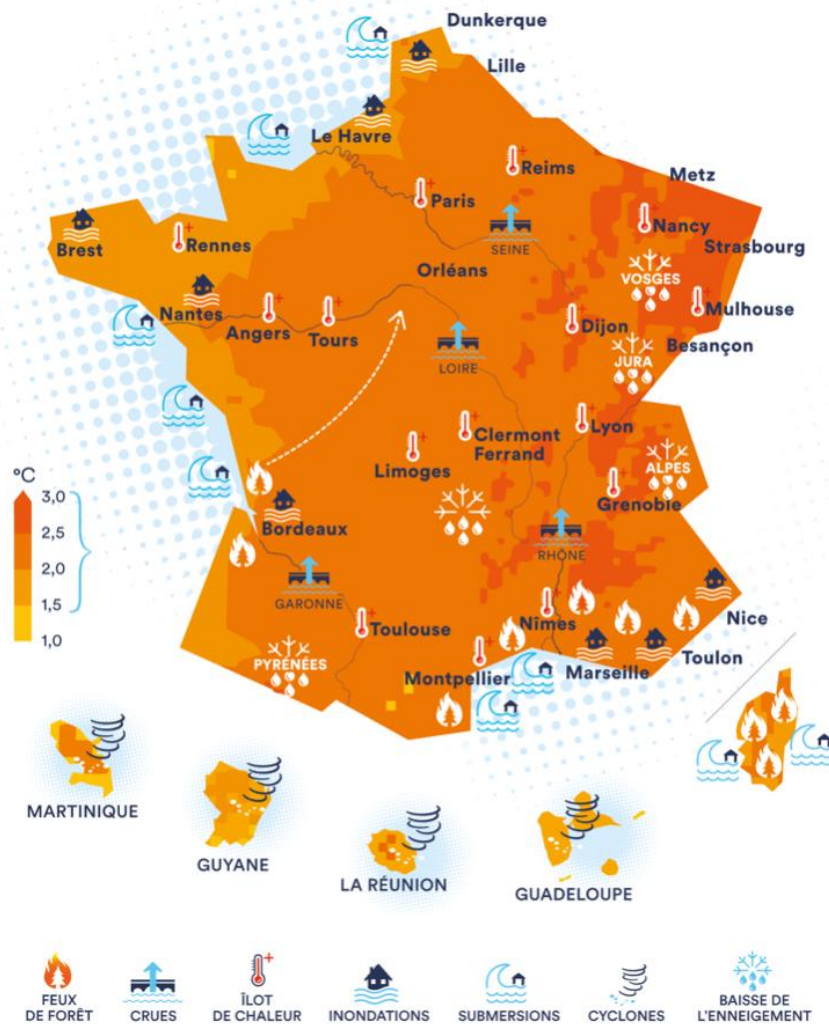 Dunkerque
Lille
Le Havre
Reims
Metz
Paris
Nancy
Brest
Rennes
SEINE
Strasbourg
Orléans
VOSGES
Nantes
Mulhouse
Angers
Tours
Dijon
Besançon
LOIRE
JURA
Clermont
Ferrand
Lyon
Limoges
ALPES
°C
3,0
Grenoble
2,5
Bordeaux
2,0
RHÔNE
1,5
GARONNE
1,0
Nîmes
Nice
Toulouse
PYRÉNÉES
Toulon
Montpellier
Marseille
MARTINIQUE
GUYANE
LA RÉUNION
GUADELOUPE
FEUX
DE FORÊT
CRUES
ÎLOT
DE CHALEUR
INONDATIONS
SUBMERSIONS
CYCLONES
BAISSE DE
L'ENNEIGEMENT